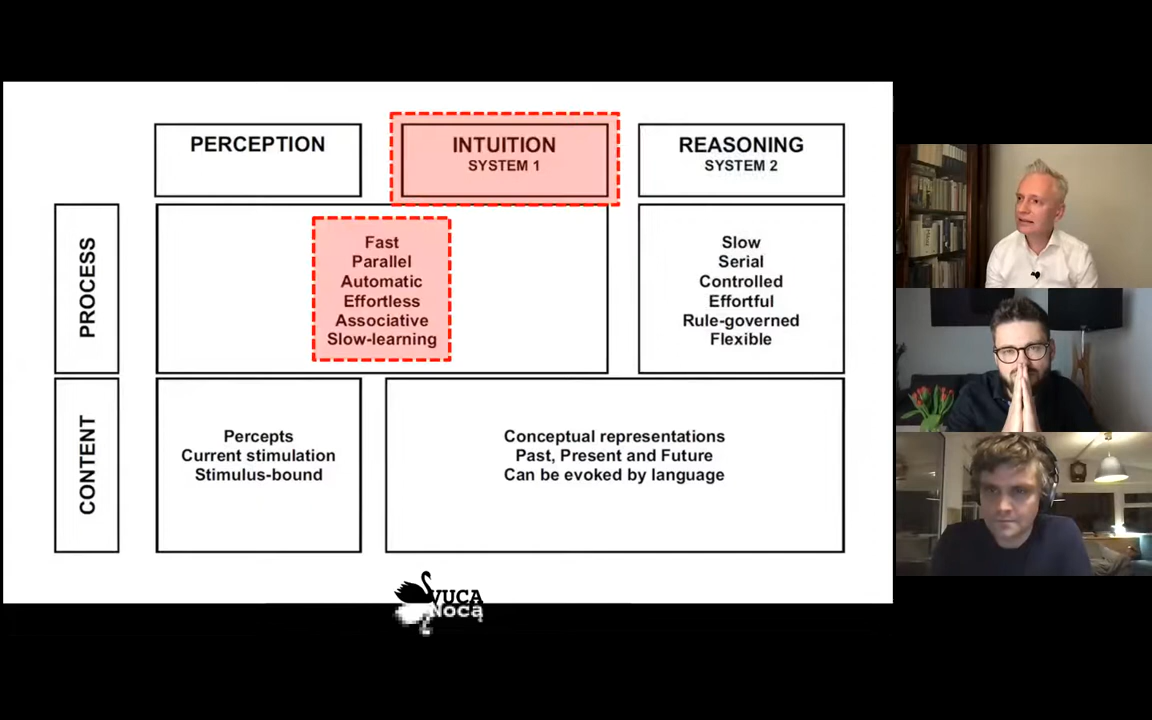 PERCEPTION
INTUITION
SYSTEM 1
REASONING
SYSTEM 2
PROCESS
Fast
Parallel
Automatic
Effortless
Associative
Slow-learning
Slow
Serial
Controlled
Effortful
Rule-governed
Flexible
CONTENT
Percepts
Current stimulation
Stimulus-bound
Conceptual representations
Past, Present and Future
Can be evoked by language
VUCA
Nocą